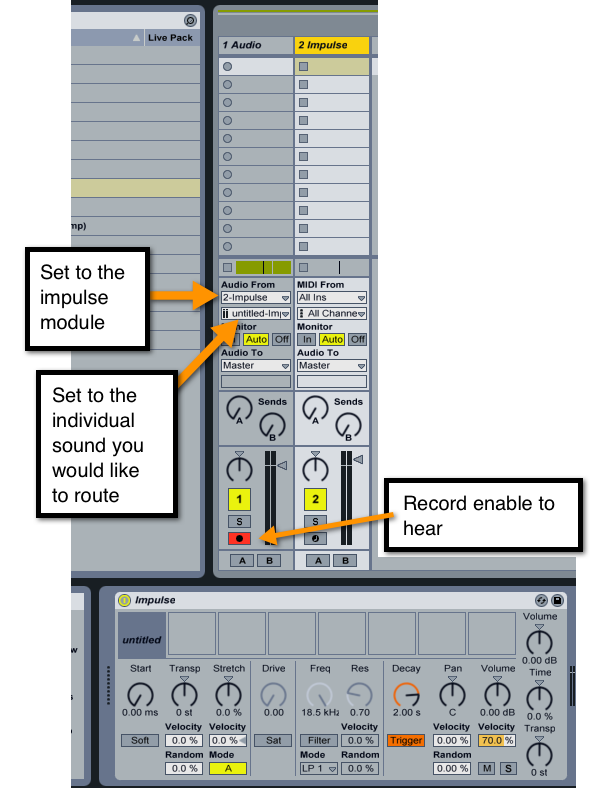 Live Pack
1 Audio
2 Impulse
mp)
Set to the
impulse
module
Audio From
2-Impulse
untitled-Im
Monitor
Auto
Off
Audio To
Master
MIDI From
All Ins
All Channe
Monitor
In
Auto
Off
Audio To
Master
Set to the
individual
sound you
would like
to route
Sends
A
B
Sends
A
B
1
S
A
B
2
S
A
B
Record enable to
hear
Impulse
untitled
Start
0.00 ms
Soft
Transp
0 st
Velocity
0.0 %
Random
0.0 %
Stretch
0.0 %
Velocity
0.0 %
Mode
A
Drive
0.00
Sat
Freq
18.5 kHz
Filter
Mode
LP 1
Res
0.70
Velocity
0.0 %
Random
0.0 %
Decay
2.00 s
Trigger
Pan
C
Velocity
0.00 %
Random
0.00 %
Volume
0.00 dB
Velocity
70.0 %
M
S
Volume
0.00 dB
Time
0.0 %
Transp
0 st